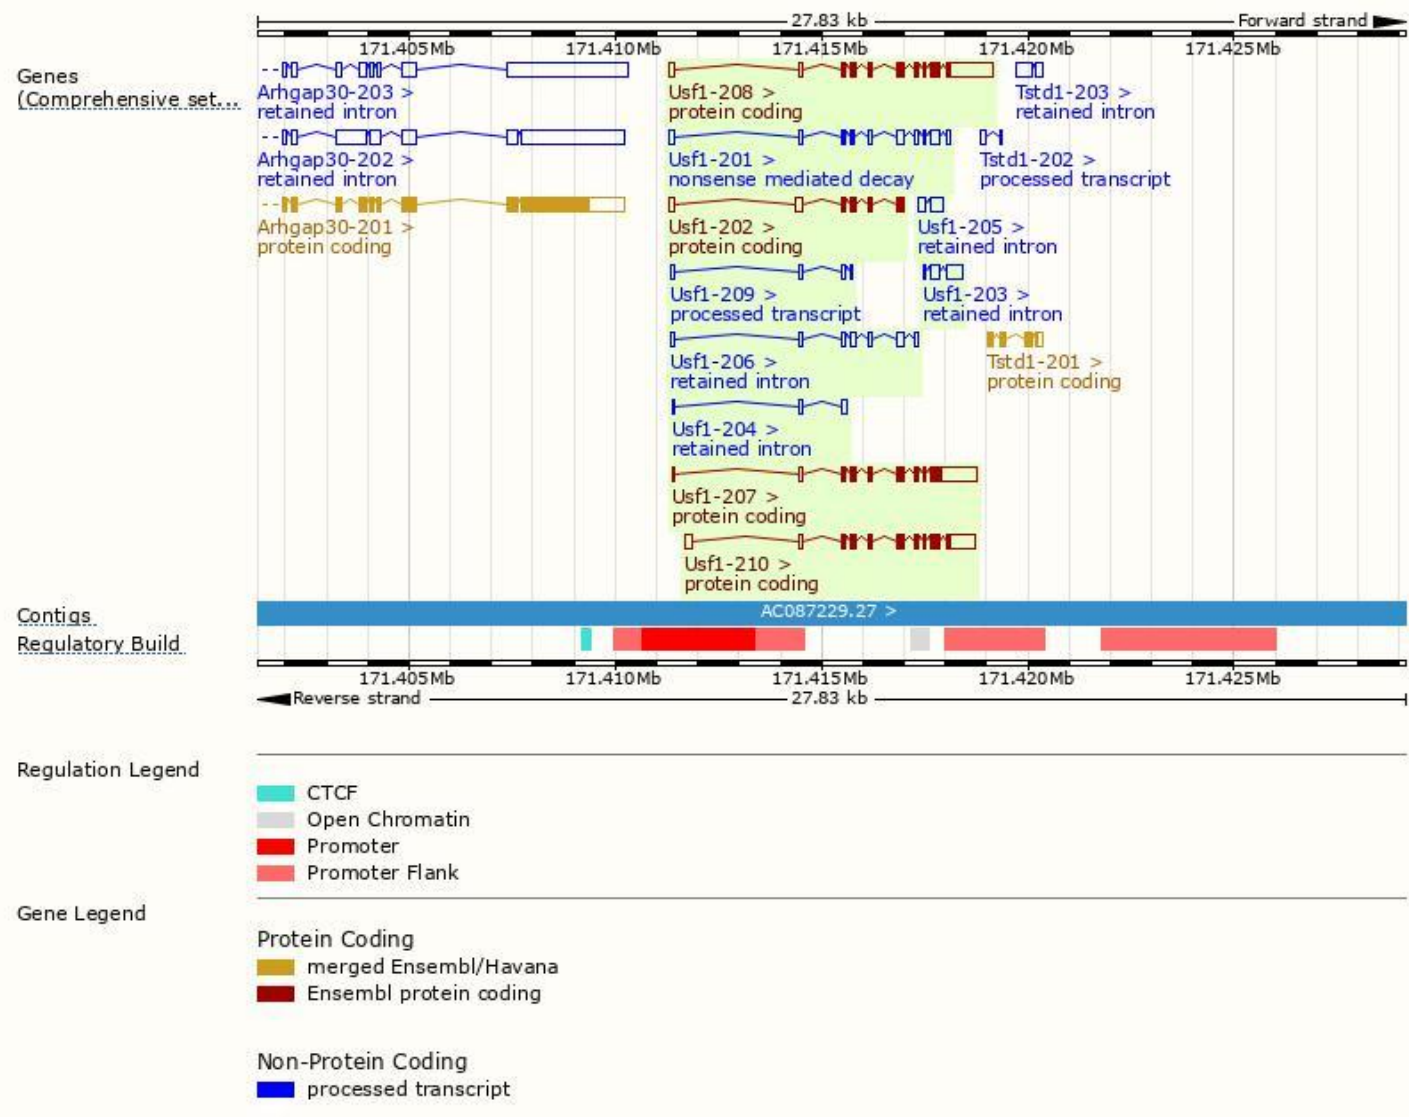 27.83 kb
Forward strand
171.405Mb 171.410Mb 171.415Mb 171.420Mb 171.425Mb
Genes
(Comprehensive set...
Arhgap30-203 >
retained intron
Usf1-208 >
protein coding
Tstd1-203 >
retained intron
Arhgap30-202 >
retained intron
Usf1-201 >
nonsense mediated decay
Tstd1-202 >
processed transcript
Arhgap30-201 >
protein coding
Usf1-202 >
protein coding
Usf1-205 >
retained intron
Usf1-209 >
processed transcript
Usf1-203 >
retained intron
Usf1-206 >
retained intron
Tstd1-201 >
protein coding
Usf1-204 >
retained intron
Usf1-207 >
protein coding
Usf1-210 >
protein coding
Contigs
AC087229.27 >
Regulatory Build
171.405Mb 171.410Mb 171.415Mb 171.420Mb 171.425Mb
Reverse strand
27.83 kb
Regulation Legend
CTCF
Open Chromatin
Promoter
Promoter Flank
Gene Legend
Protein Coding
merged Ensembl/Havana
Ensembl protein coding
Non-Protein Coding
processed transcript